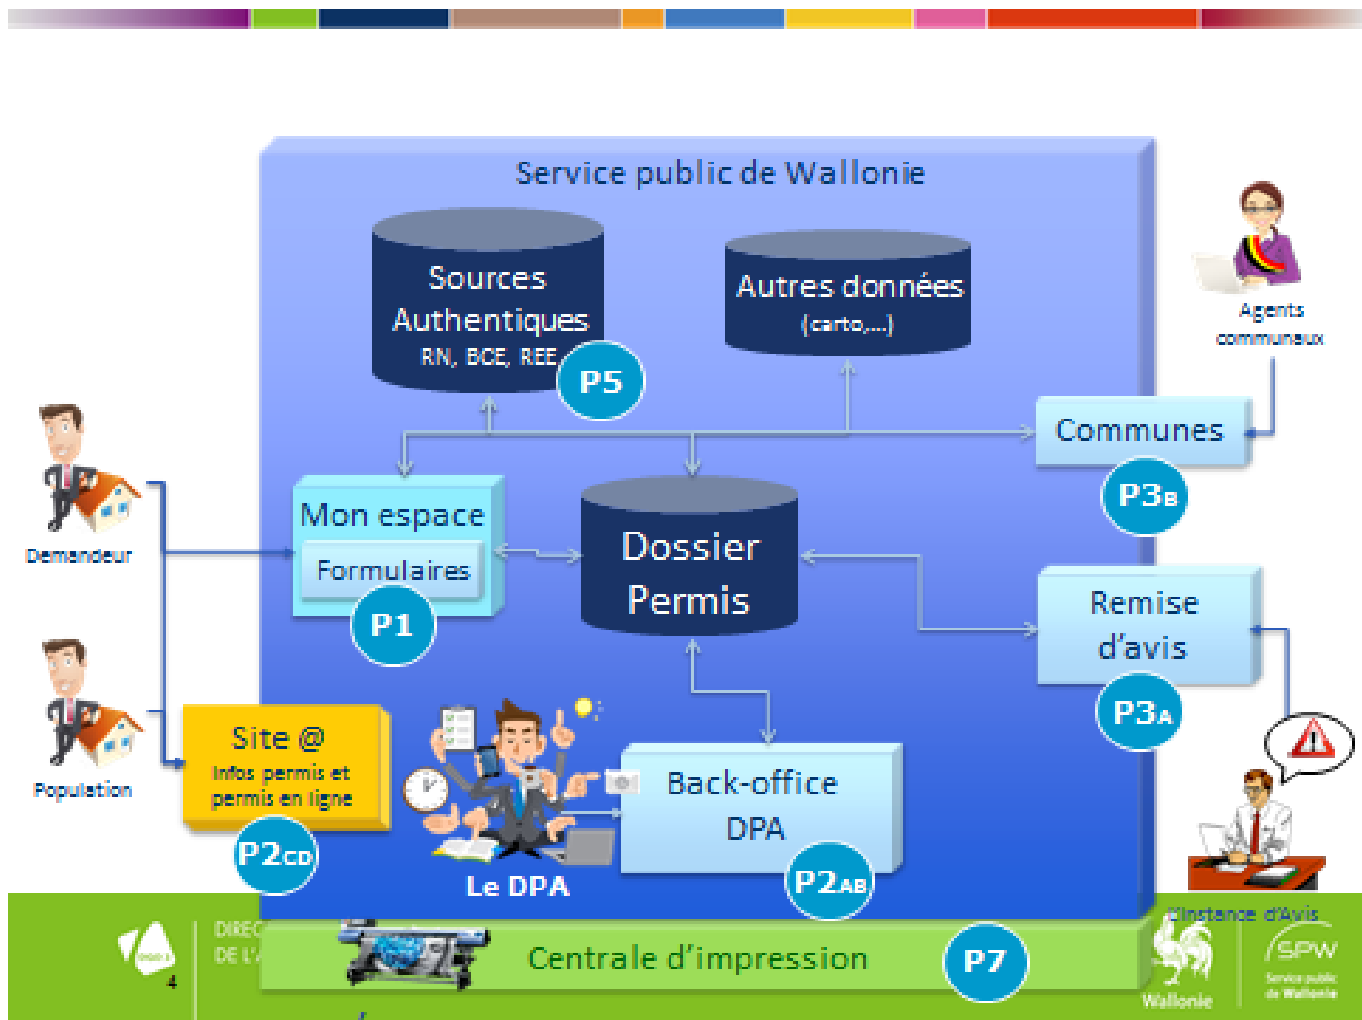 Service public de Wallonie
Sources
Authentiques
RN, BCE, REE
P5
Autres données
(carto,...)
Agents
communaux
Communes
P3B
Demandeur
Mon espace
Formulaires
P1
Dossier
Permis
Remise
d'avis
P3A
Population
Site @
Infos permis et
permis en ligne
P2CD
Le DPA
Back-office
DPA
P2AB
L'Instance d'Avis
DIREC
DE L'A
4
Centrale d'impression
P7
Wallonie
SPW
Service public
de Wallonie